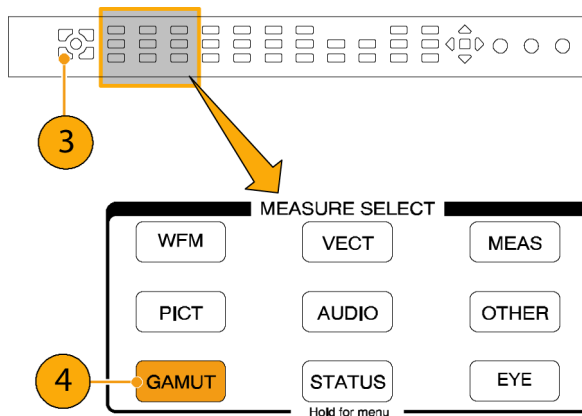 3
MEASURE SELECT
WFM VECT MEAS
PICT AUDIO OTHER
4 GAMUT STATUS EYE
Hold for menu